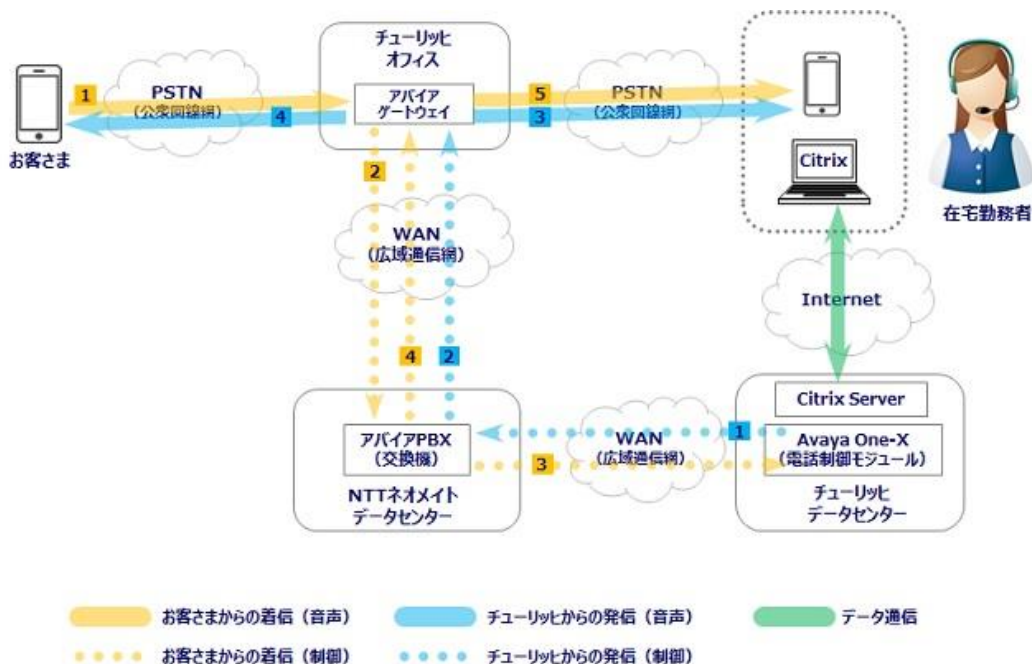 チューリッヒ
オフィス
アバイア
ゲートウェイ
1
PSTN
(公衆回線網)
4
5
PSTN
(公衆回線網)
3
お客さま
Citrix
在宅勤務者
2
WAN
(広域通信網)
4
2
Internet
アバイアPBX
(交換機)
NTTネオメイト
データセンター
WAN
(広域通信網)
1
3
Citrix Server
Avaya One-X
(電話制御モジュール)
チューリッヒ
データセンター
お客さまからの着信(音声)
チューリッヒからの発信(音声)
データ通信
お客さまからの着信(制御)
チューリッヒからの発信(制御)